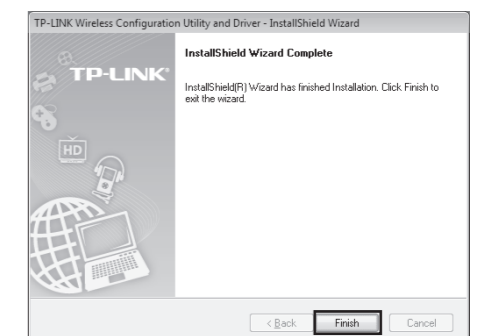 TP-LINK Wireless Configuration Utility and Driver - InstallShield Wizard
InstallShield Wizard Complete
TP-LINK®
InstallShield(R) Wizard has finished Installation. Click Finish to
exit the wizard.
HD
< Back
Finish
Cancel